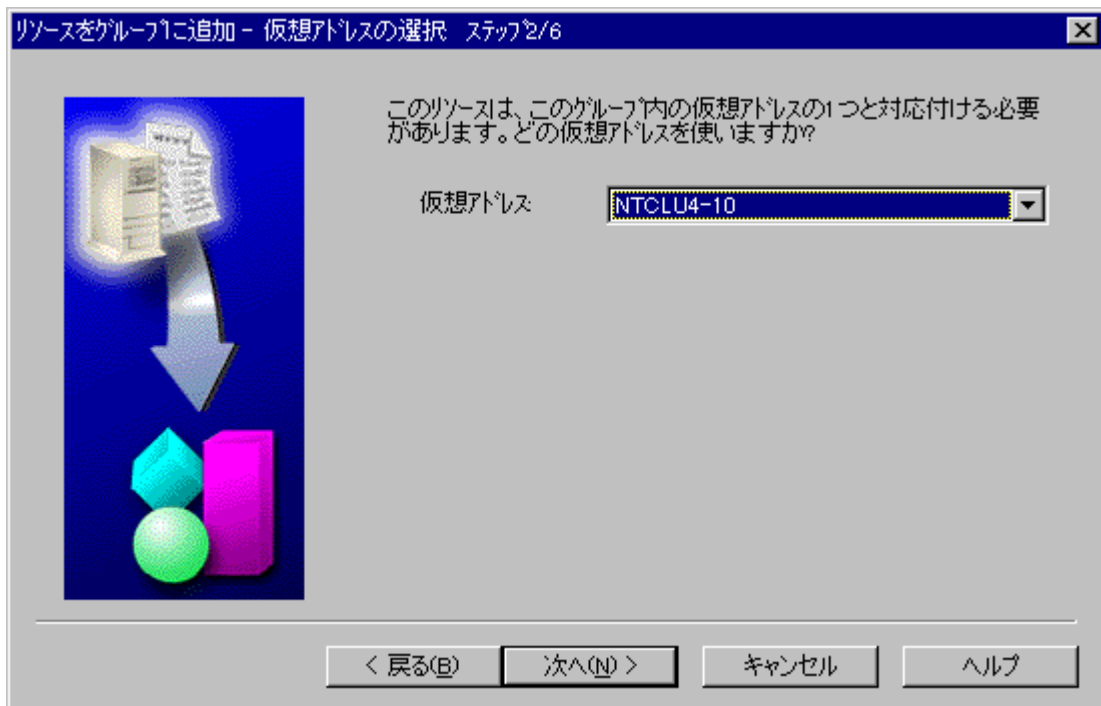 リソースをグループに追加 - 仮想アドレスの選択 ステップ2/6
このリソースは、このグループ内の仮想アドレスの1つと対応付ける必要
があります。どの仮想アドレスを使いますか?
仮想アドレス: NTCLU4-10
< 戻る(B) 次へ(N) > キャンセル ヘルプ